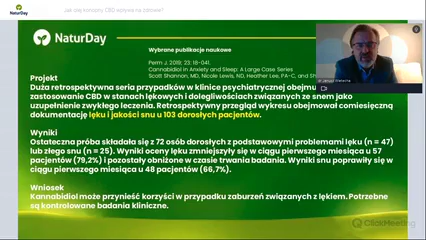 NaturDay
Jak olej konopny CBD wpływa na zdrowie?
NaturDay
Wybrane publikacje naukowe
Perm J. 2019; 23: 18-041.
Cannabidiol in Anxiety and Sleep: A Large Case Series
Scott Shannon, MD, Nicole Lewis, ND, Heather Lee, PA-C, and Sh
Projekt
Duża retrospektywna seria przypadków w klinice psychiatrycznej obejmu
zastosowanie CBD w stanach lękowych i dolegliwości związanych ze snem jako
uzupełnienie zwykłego leczenia. Retrospektywny przegląd wykresu obejmował comiesięczną
dokumentację lęku i jakości snu u 103 dorosłych pacjentów.
Wyniki
Ostateczna próba składała się z 72 osób dorosłych z podstawowymi problemami lęku (n = 47)
lub złego snu (n = 25). Wyniki oceny lęku zmniejszyły się w ciągu pierwszego miesiąca u 57
pacjentów (79,2%) i pozostały obniżone w czasie trwania badania. Wyniki snu poprawiły się w
ciągu pierwszego miesiąca u 48 pacjentów (66,7%).
Wniosek
Kannabidiol może przynieść korzyści w przypadku zaburzeń związanych z lękiem. Potrzebne
są kontrolowane badania kliniczne.
ClickMeeting